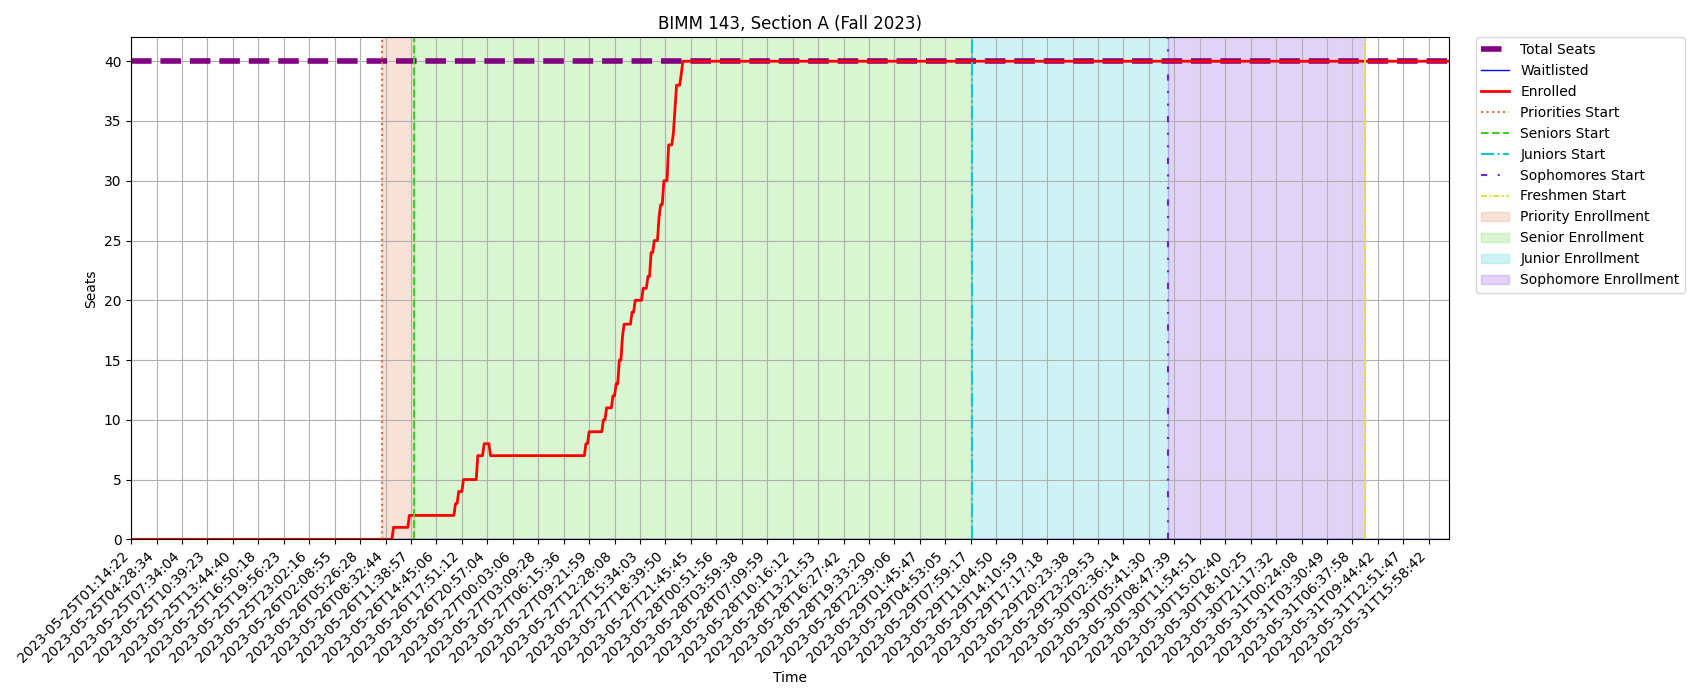 BIMM 143, Section A (Fall 2023)
Total Seats
Waitlisted
Enrolled
Priorities Start
Seniors Start
Juniors Start
Sophomores Start
Freshmen Start
Priority Enrollment
Senior Enrollment
Junior Enrollment
Sophomore Enrollment
Seats
40
35
30
25
20
15
10
5
0
2023-05-25T01:14:22
2023-05-25T04:28:34
2023-05-25T07:34:04
2023-05-25T10:39:23
2023-05-25T13:44:40
2023-05-25T16:50:18
2023-05-25T19:56:23
2023-05-25T23:02:16
2023-05-26T02:08:55
2023-05-26T05:26:28
2023-05-26T08:32:44
2023-05-26T11:38:57
2023-05-26T14:45:06
2023-05-26T17:51:12
2023-05-26T20:57:04
2023-05-27T00:03:06
2023-05-27T03:09:28
2023-05-27T06:15:36
2023-05-27T09:21:59
2023-05-27T12:28:08
2023-05-27T15:34:03
2023-05-27T18:39:50
2023-05-27T21:45:45
2023-05-28T00:51:56
2023-05-28T03:59:38
2023-05-28T07:09:59
2023-05-28T10:16:12
2023-05-28T13:21:53
2023-05-28T16:27:42
2023-05-28T19:33:20
2023-05-28T22:39:06
2023-05-29T01:45:47
2023-05-29T04:53:05
2023-05-29T07:59:17
2023-05-29T11:04:50
2023-05-29T14:10:59
2023-05-29T17:17:18
2023-05-29T20:23:38
2023-05-29T23:29:53
2023-05-30T02:36:14
2023-05-30T05:41:30
2023-05-30T08:47:39
2023-05-30T11:54:51
2023-05-30T15:02:40
2023-05-30T18:10:25
2023-05-30T21:17:32
2023-05-31T00:24:08
2023-05-31T03:30:49
2023-05-31T06:37:58
2023-05-31T09:44:42
2023-05-31T12:51:47
2023-05-31T15:58:42
Time